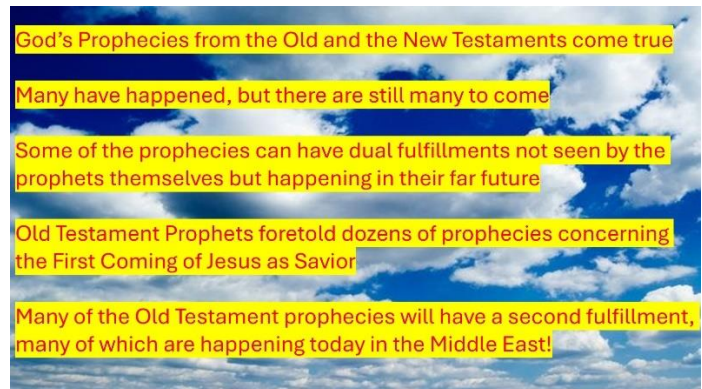 God’s Prophecies from the Old and the New Testaments come true
Many have happened, but there are still many to come
Some of the prophecies can have dual fulfillments not seen by the
prophets themselves but happening in their far future
Old Testament Prophets foretold dozens of prophecies concerning
the First Coming of Jesus as Savior
Many of the Old Testament prophecies will have a second fulfillment,
many of which are happening today in the Middle East!